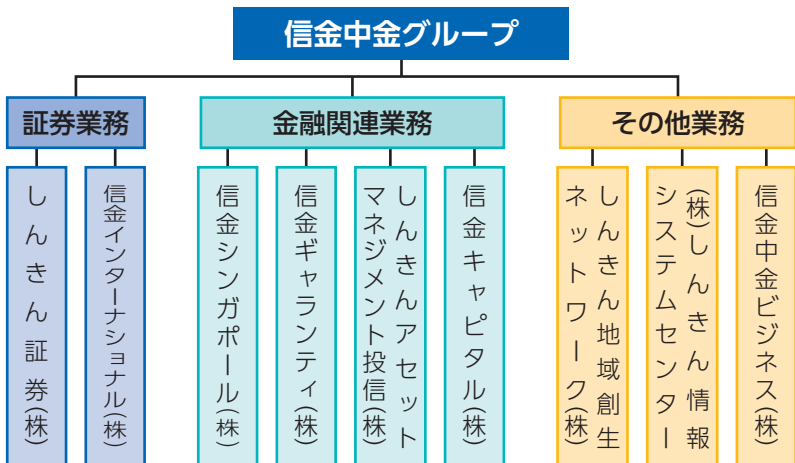 信金中金グループ
証券業務
金融関連業務
その他業務
しんきん証券(株)
信金インターナショナル(株)
信金シンガポール(株)
信金ギャランティ(株)
しんきんアセット
マネジメント投信(株)
信金キャピタル(株)
しんきん地域創生
ネットワーク(株)
(株)しんきん情報
システムセンター
信金中金ビジネス(株)